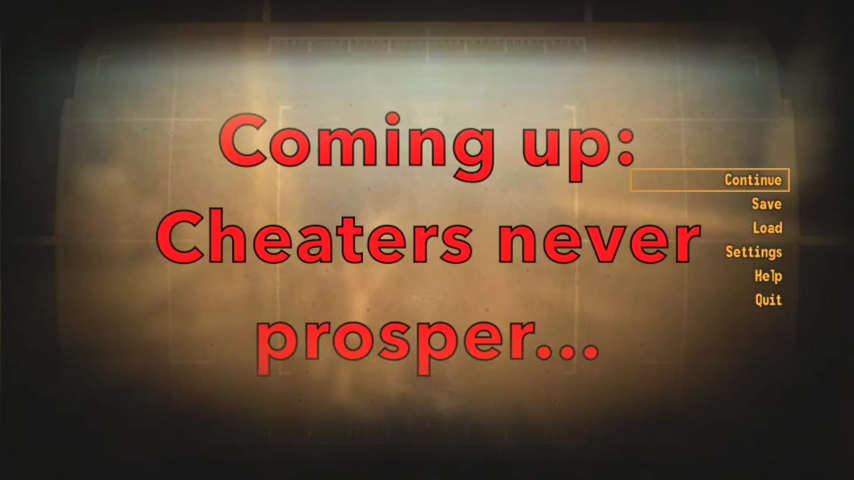 Coming up:
Cheaters never
prosper...
Continue
Save
Load
Settings
Help
Quit